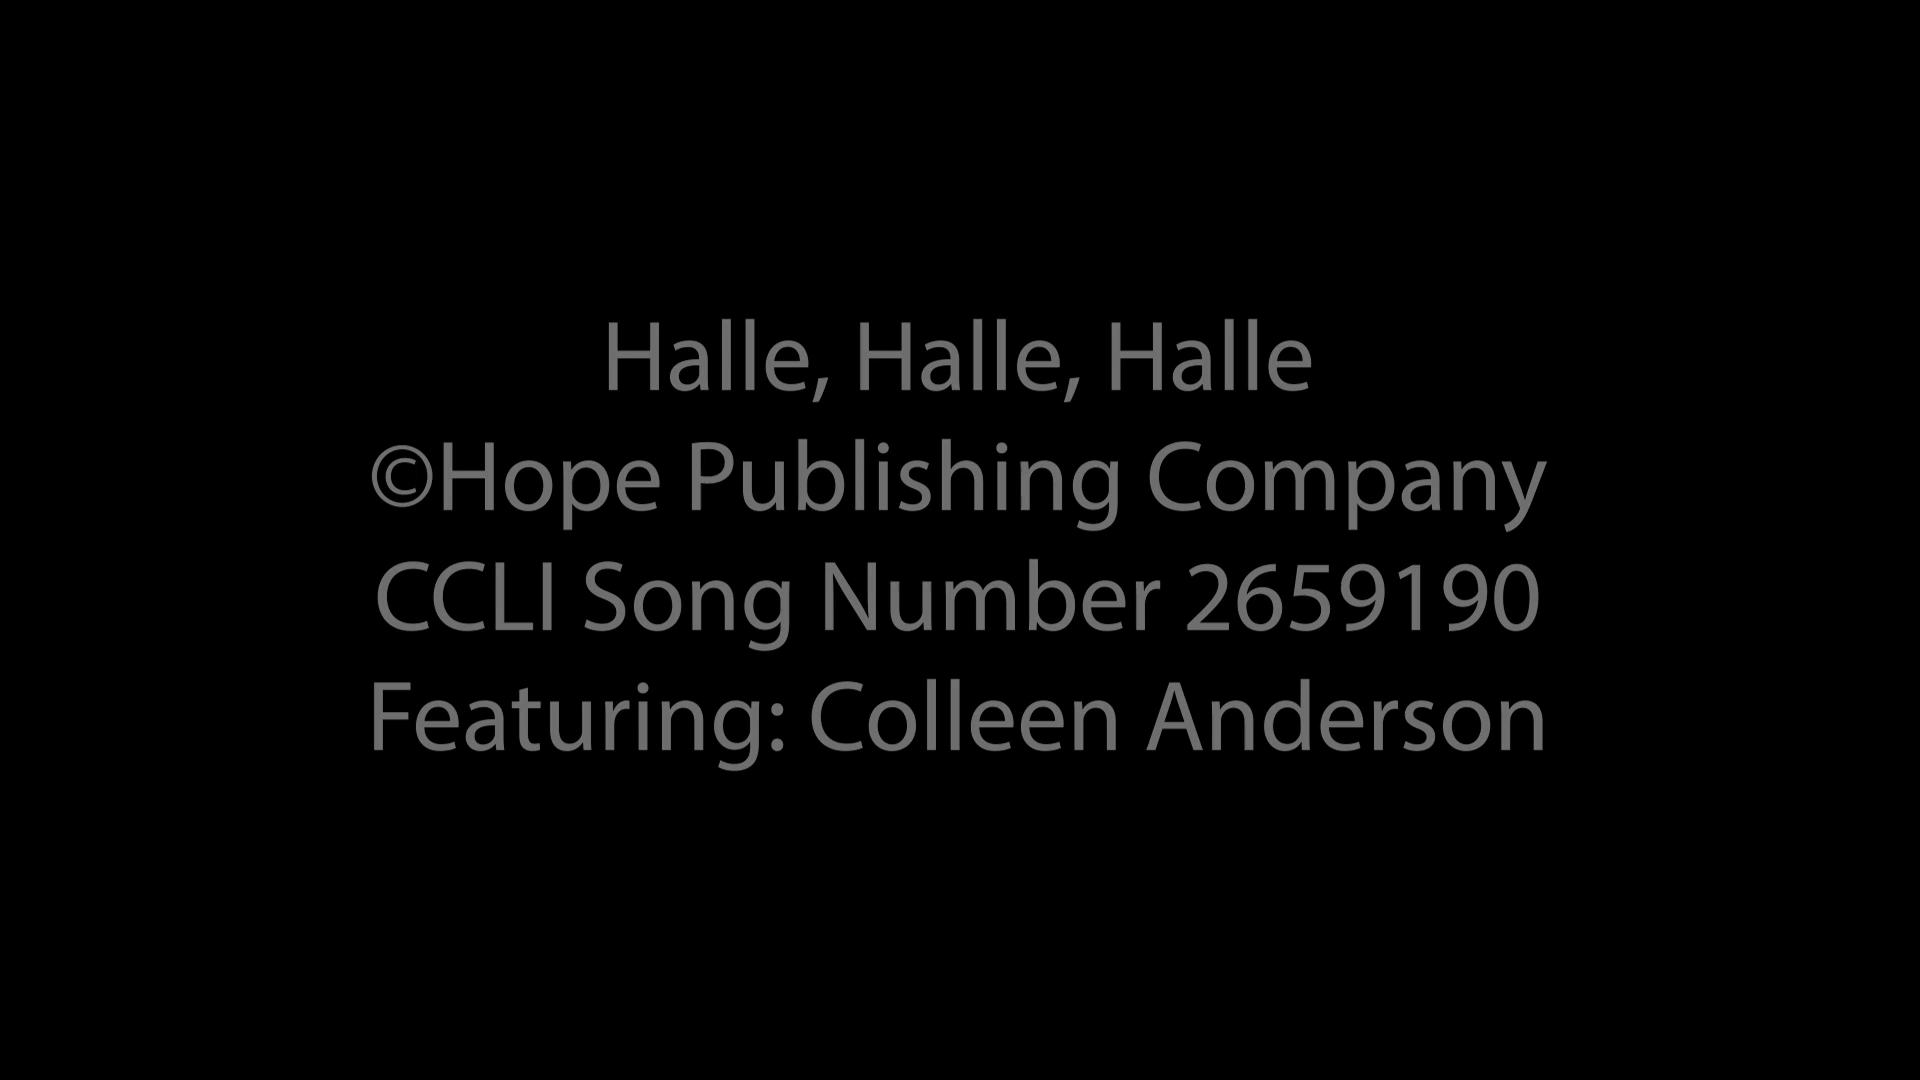 Halle, Halle, Halle
©Hope Publishing Company
CCLI Song Number 2659190
Featuring: Colleen Anderson